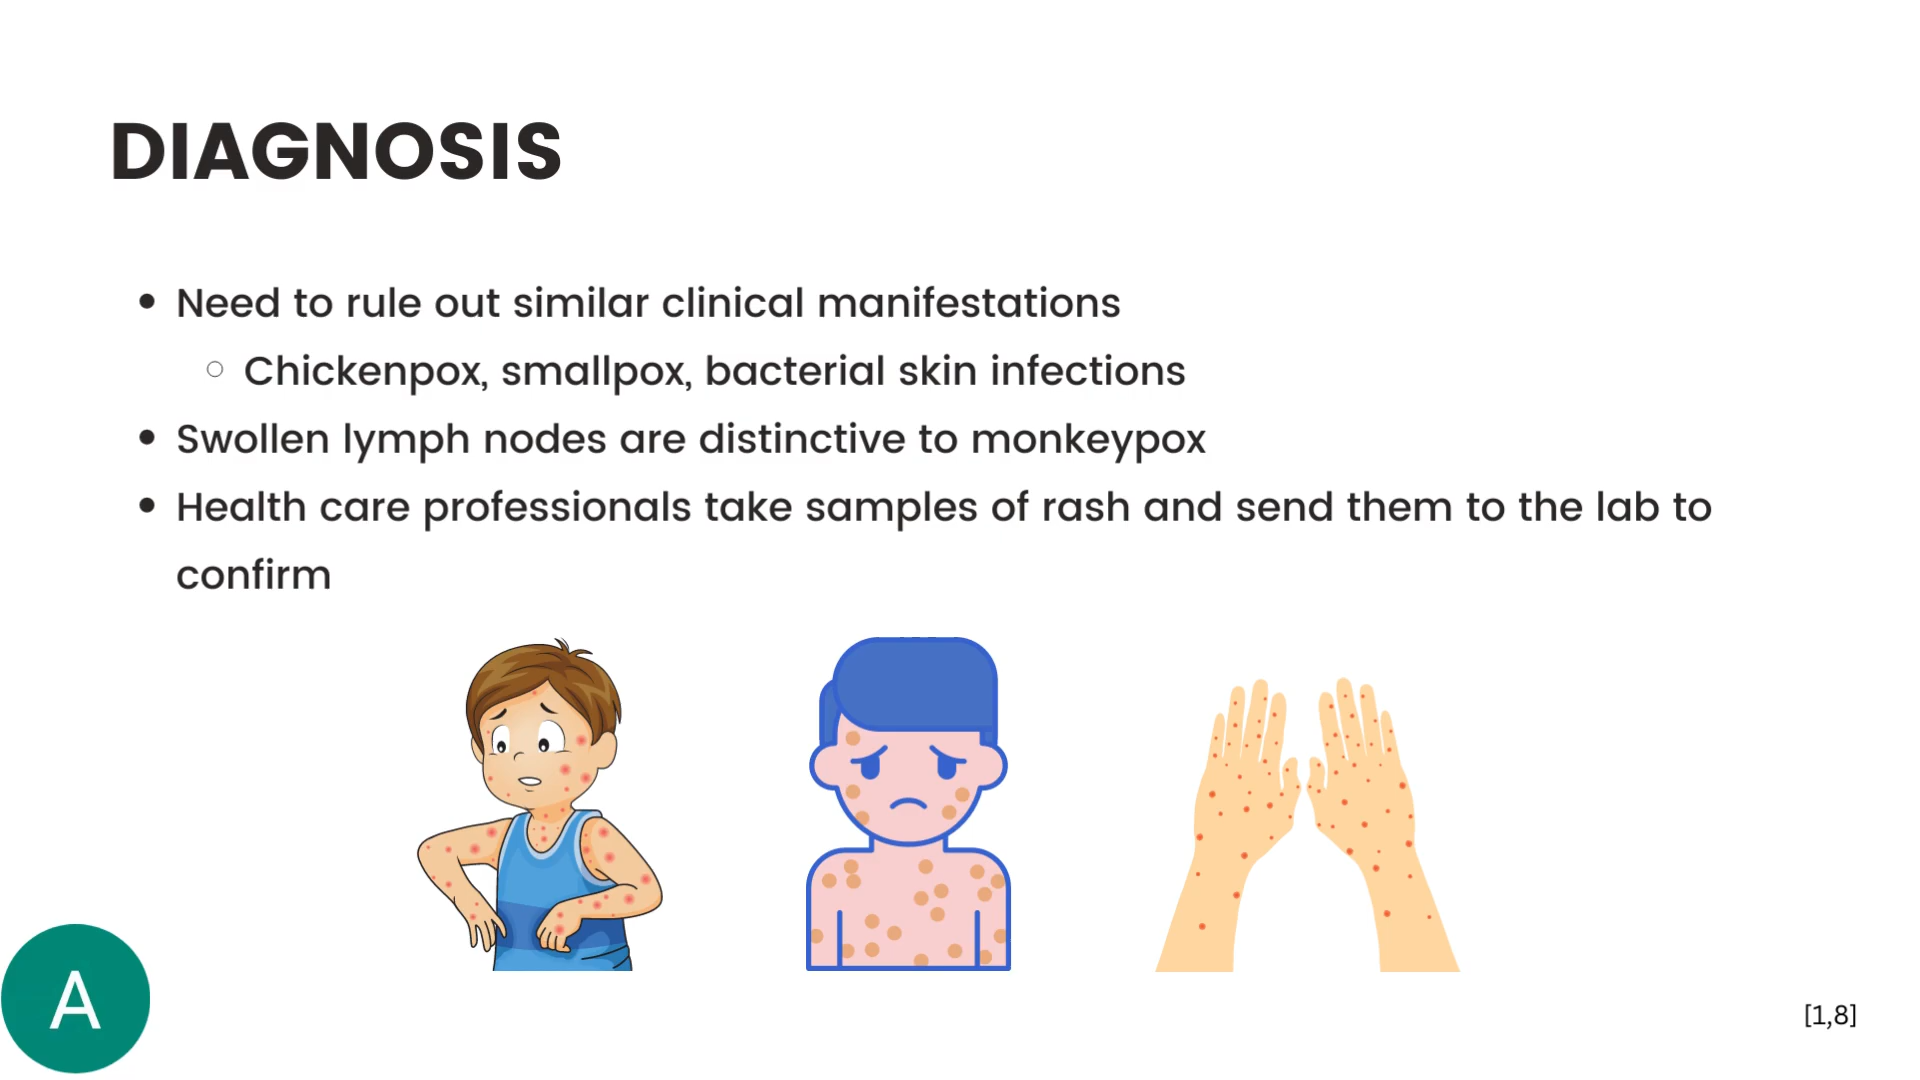 DIAGNOSIS
• Need to rule out similar clinical manifestations
○ Chickenpox, smallpox, bacterial skin infections
• Swollen lymph nodes are distinctive to monkeypox
• Health care professionals take samples of rash and send them to the lab to
confirm
A
[1,8]